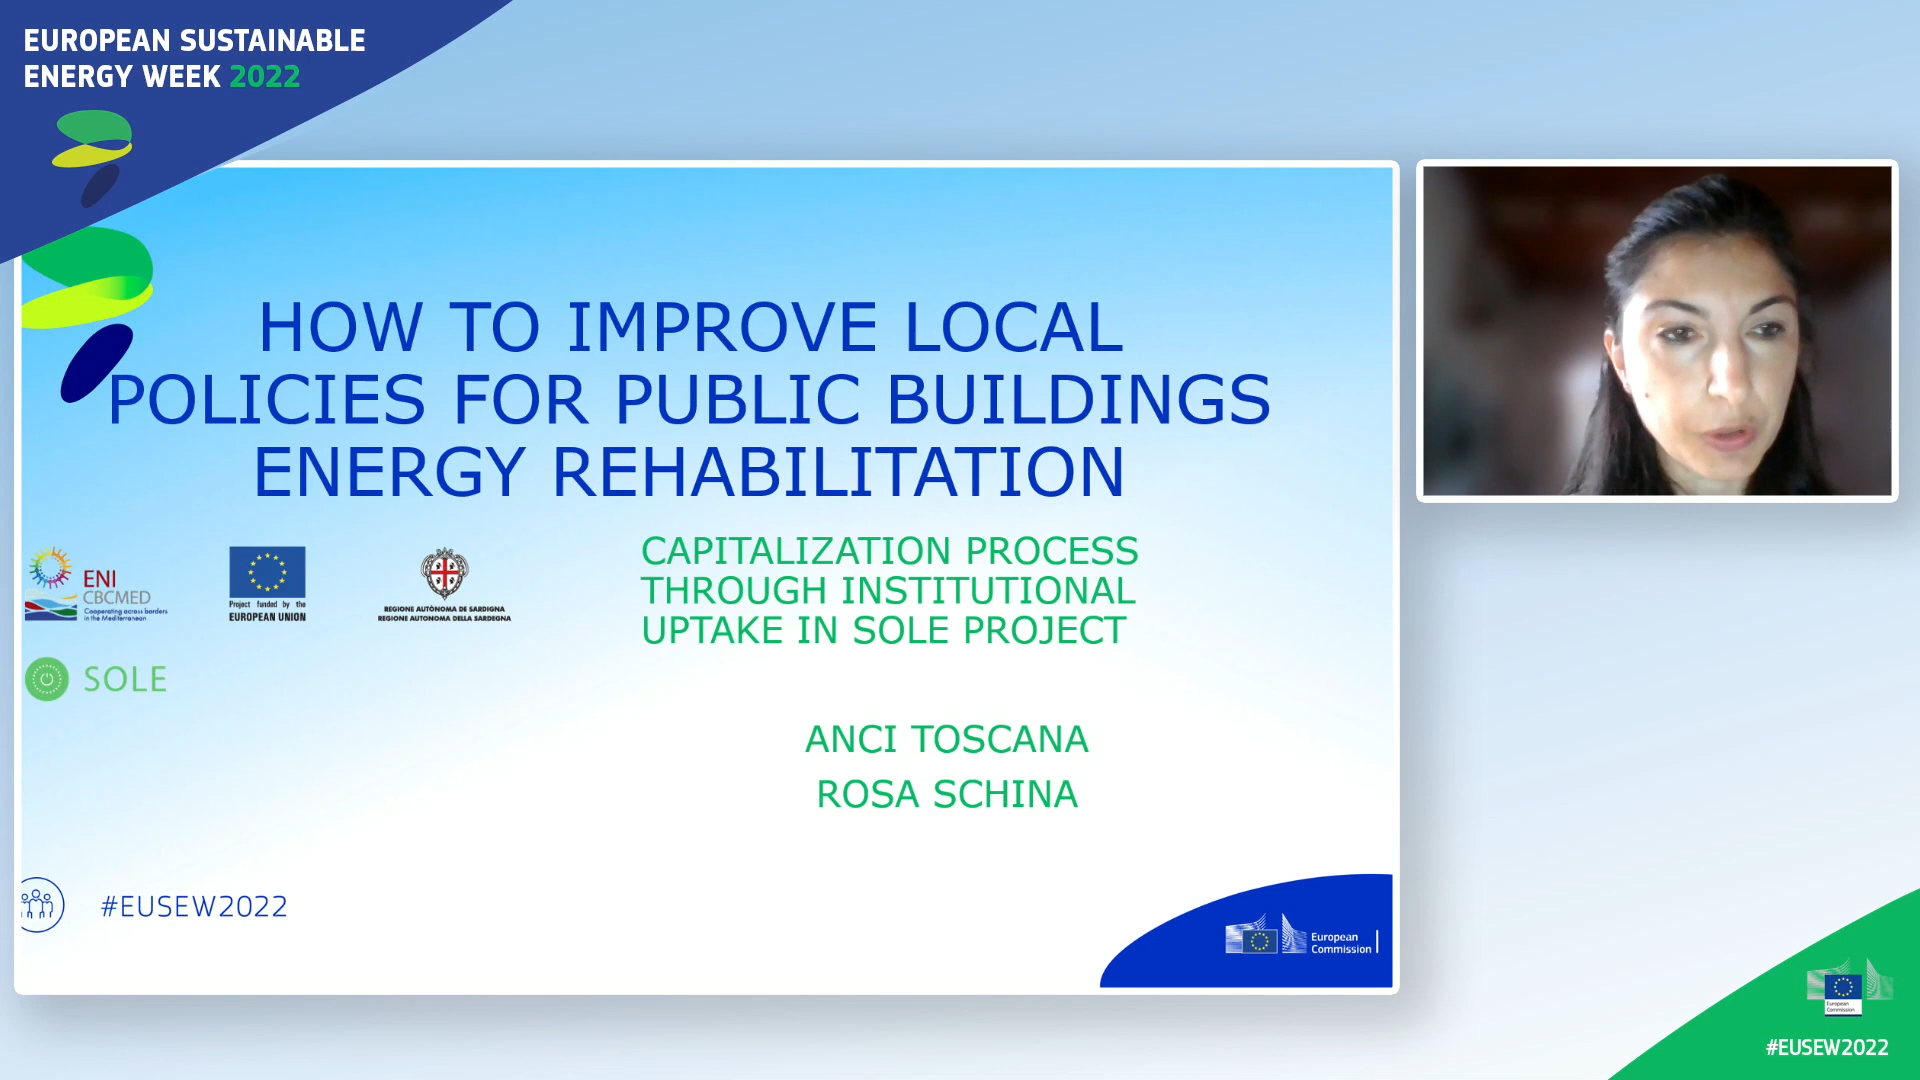 EUROPEAN SUSTAINABLE
ENERGY WEEK 2022
HOW TO IMPROVE LOCAL
POLICIES FOR PUBLIC BUILDINGS
ENERGY REHABILITATION
ENI
CBCMED
Cooperating across borders
in the Mediterranean
Project funded by the
EUROPEAN UNION
REGIONE AUTÒNOMA DE SARDIGNA
REGIONE AUTONOMA DELLA SARDEGNA
CAPITALIZATION PROCESS
THROUGH INSTITUTIONAL
UPTAKE IN SOLE PROJECT
SOLE
ANCI TOSCANA
ROSA SCHINA
#EUSEW2022
European
Commission
European
Commission
#EUSEW2022